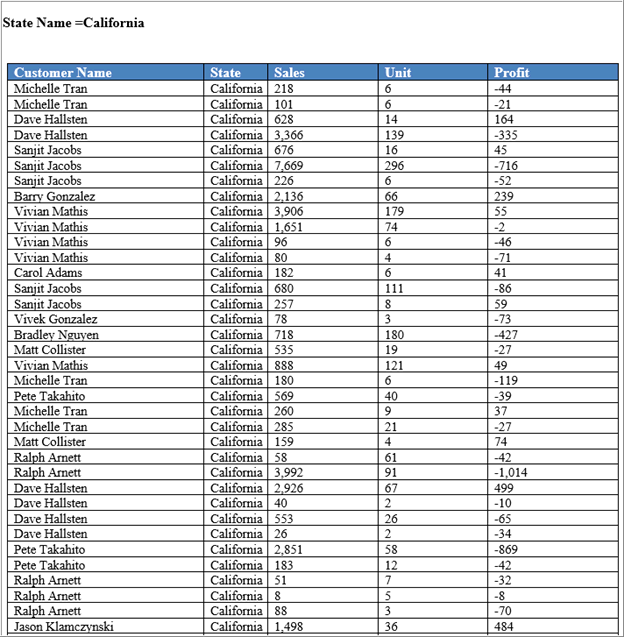 State Name =California
Customer Name State Sales Unit Profit
Michelle Tran California 218 6 -44
Michelle Tran California 101 6 -21
Dave Hallsten California 628 14 164
Dave Hallsten California 3,366 139 -335
Sanjit Jacobs California 676 16 45
Sanjit Jacobs California 7,669 296 -716
Sanjit Jacobs California 226 6 -52
Barry Gonzalez California 2,136 66 239
Vivian Mathis California 3,906 179 55
Vivian Mathis California 1,651 74 -2
Vivian Mathis California 96 6 -46
Vivian Mathis California 80 4 -71
Carol Adams California 182 6 41
Sanjit Jacobs California 680 111 -86
Sanjit Jacobs California 257 8 59
Vivek Gonzalez California 78 3 -73
Bradley Nguyen California 718 180 -427
Matt Collister California 535 19 -27
Vivian Mathis California 888 121 49
Michelle Tran California 180 6 -119
Pete Takahito California 569 40 -39
Michelle Tran California 260 9 37
Michelle Tran California 285 21 -27
Matt Collister California 159 4 74
Ralph Arnett California 58 61 -42
Ralph Arnett California 3,992 91 -1,014
Dave Hallsten California 2,926 67 499
Dave Hallsten California 40 2 -10
Dave Hallsten California 553 26 -65
Dave Hallsten California 26 2 -34
Pete Takahito California 2,851 58 -869
Pete Takahito California 183 12 -42
Ralph Arnett California 51 7 -32
Ralph Arnett California 8 5 -8
Ralph Arnett California 88 3 -70
Jason Klamczynski California 1,498 36 484